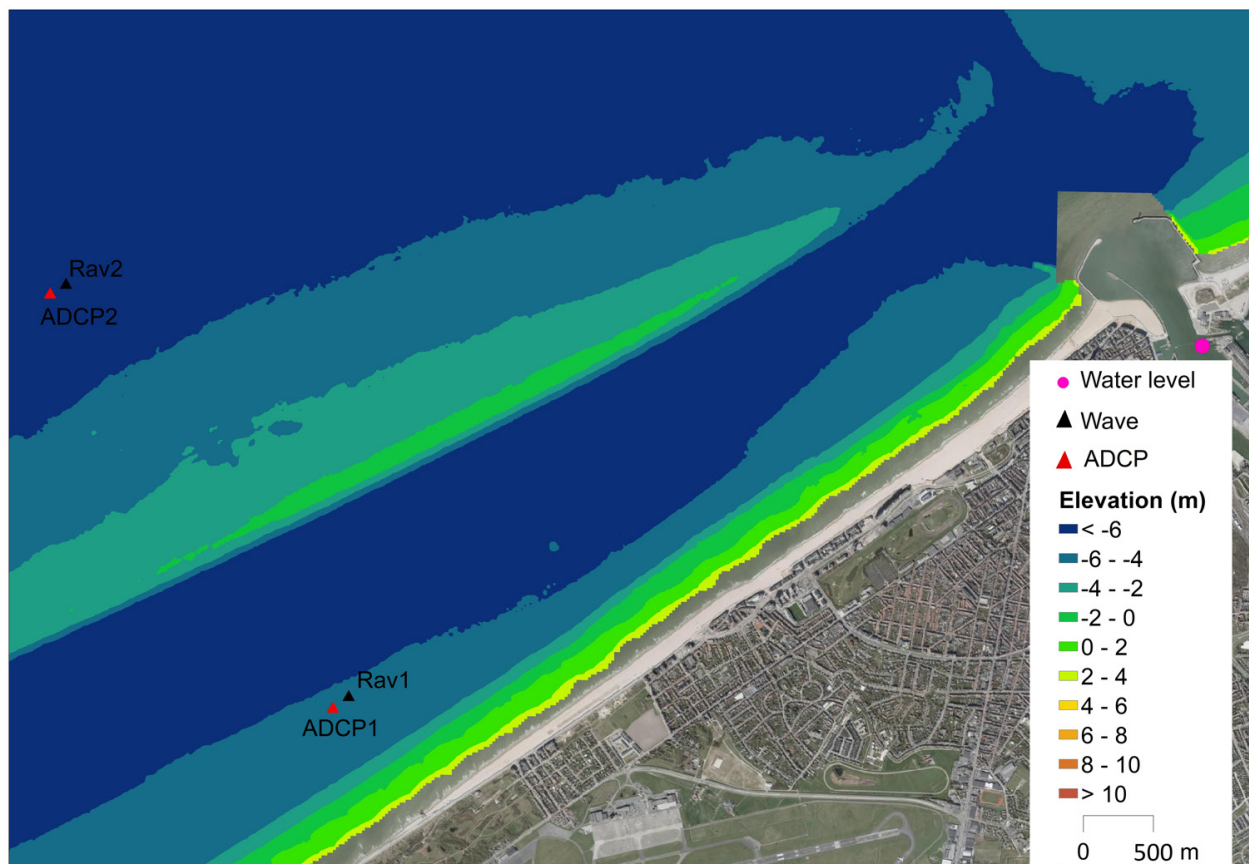 Rav2
ADCP2
Rav1
ADCP1
Water level
Wave
ADCP
Elevation (m)
< -6
-6 - -4
-4 - -2
-2 - 0
0 - 2
2 - 4
4 - 6
6 - 8
8 - 10
> 10
0 500 m